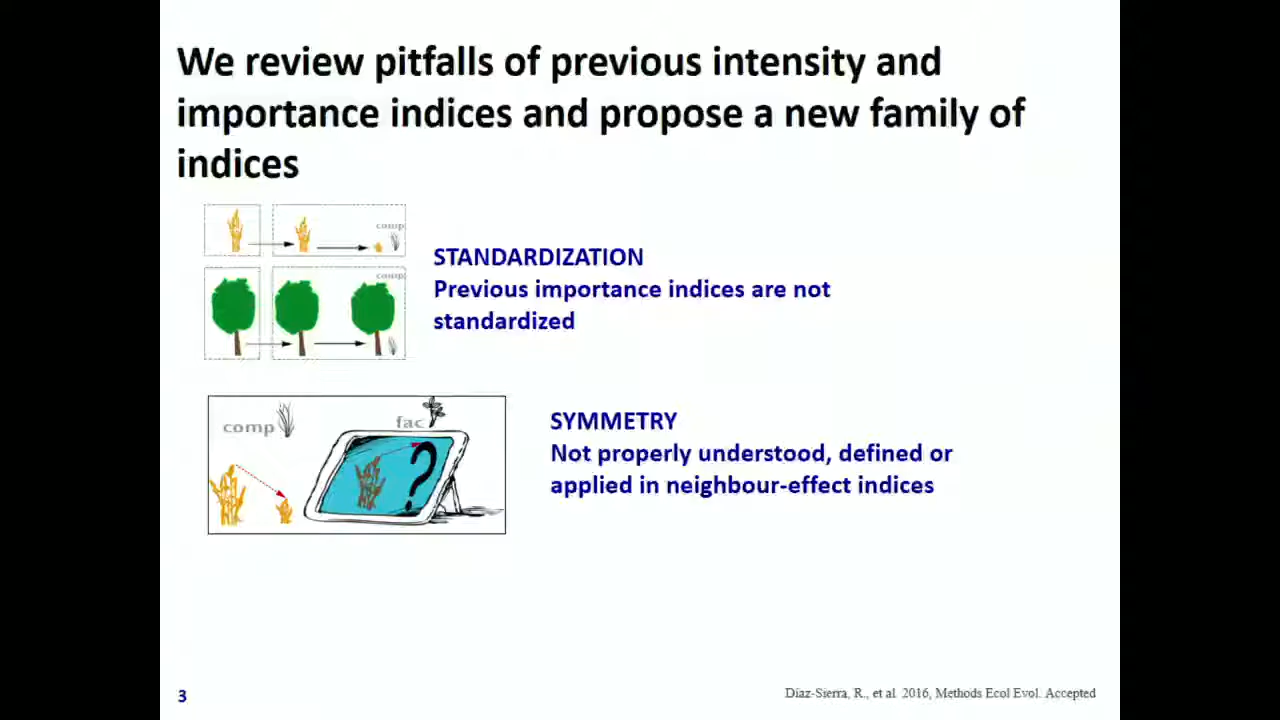 We review pitfalls of previous intensity and
importance indices and propose a new family of
indices
comp
comp
STANDARDIZATION
Previous importance indices are not
standardized
comp
fac
?
SYMMETRY
Not properly understood, defined or
applied in neighbour-effect indices
3
Díaz-Sierra, R., et al. 2016, Methods Ecol Evol. Accepted